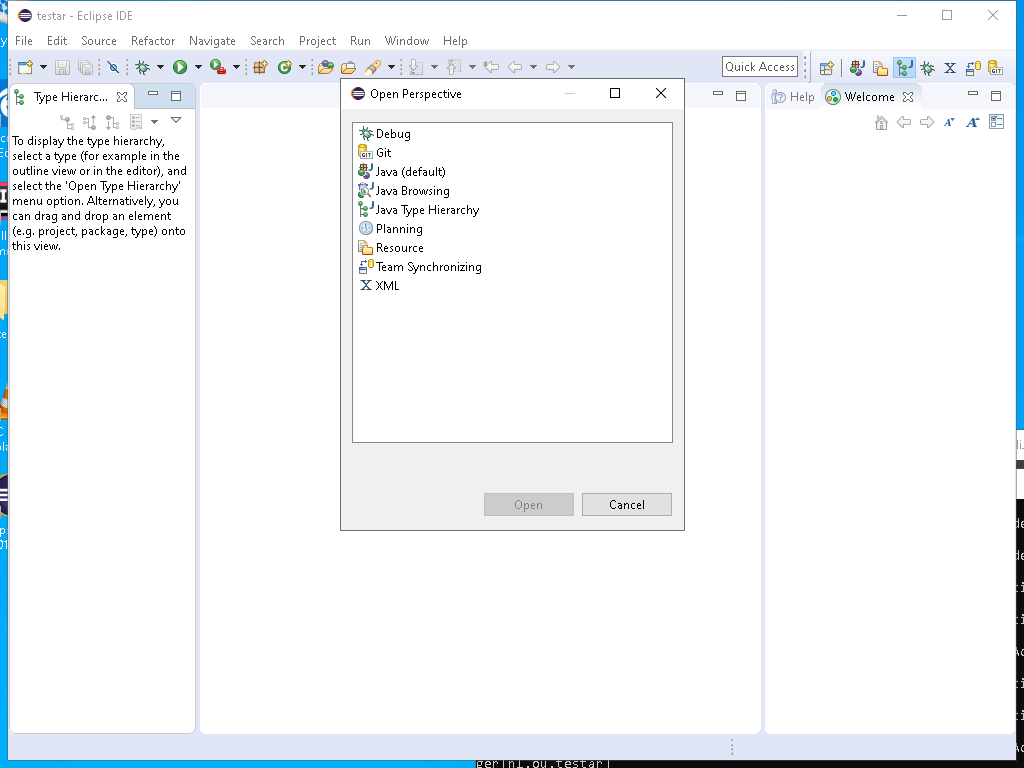 testar - Eclipse IDE
File Edit Source Refactor Navigate Search Project Run Window Help
Quick Access
Type Hierarc...
Help
Welcome
To display the type hierarchy,
select a type (for example in the
outline view or in the editor), and
select the 'Open Type Hierarchy'
menu option. Alternatively, you
can drag and drop an element
(e.g. project, package, type) onto
this view.
Open Perspective
Debug
Git
Java (default)
Java Browsing
Java Type Hierarchy
Planning
Resource
Team Synchronizing
XML
Open
Cancel